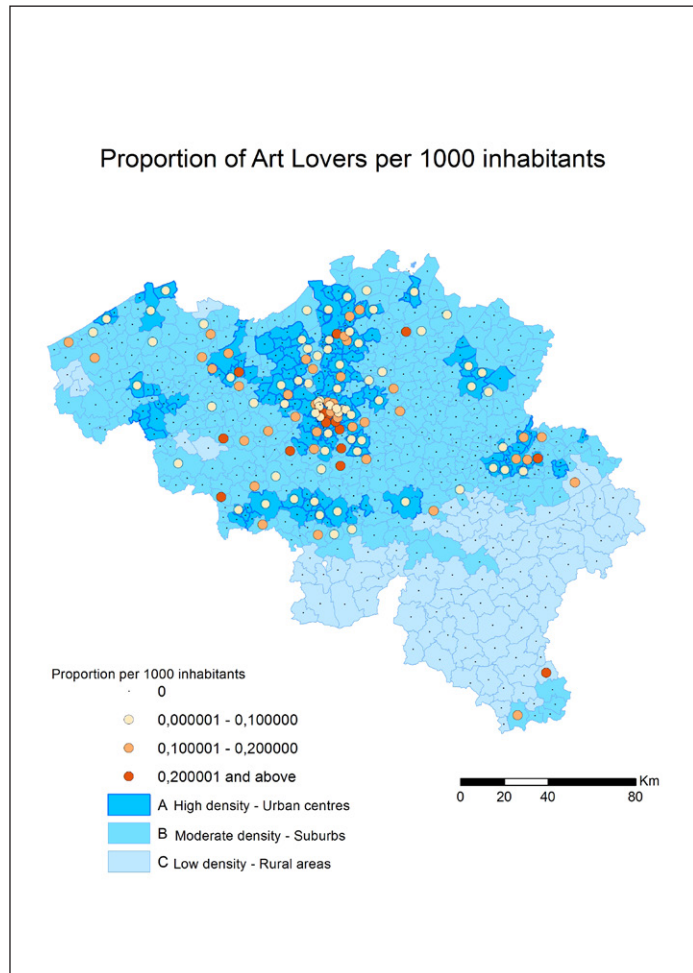 Proportion of Art Lovers per 1000 inhabitants
Proportion per 1000 inhabitants
0
0,000001 - 0,100000
0,100001 - 0,200000
0,200001 and above
A High density - Urban centres
B Moderate density - Suburbs
C Low density - Rural areas
Km
0 20 40 80